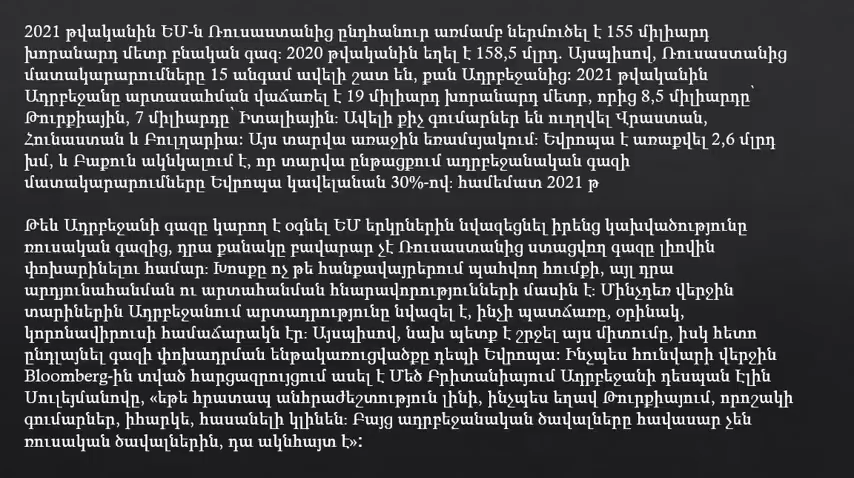 2021 թվականին ԵՄ-ն Ռուսաստանից ընդհանուր առմամբ ներմուծել է 155 միլիարդ
խորանարդ մետր բնական գազ: 2020 թվականին եղել է 158,5 մլրդ. Այսպիսով, Ռուսաստանից
մատակարարումները 15 անգամ ավելի շատ են, քան Ադրբեջանից: 2021 թվականին
Ադրբեջանը արտասահման վաճառել է 19 միլիարդ խորանարդ մետր, որից 8,5 միլիարդը՝
Թուրքիային, 7 միլիարդը՝ Իտալիային: Ավելի քիչ գումարներ են ուղղվել Վրաստան,
Հունաստան և Բուլղարիա: Այս տարվա առաջին եռամսյակում: Եվրոպա է առաքվել 2,6 մլրդ
խմ, և Բաքուն ակնկալում է, որ տարվա ընթացքում ադրբեջանական գազի
մատակարարումները Եվրոպա կավելանան 30%-ով: համեմատ 2021 թ

Թեև Ադրբեջանի գազը կարող է օգնել ԵՄ երկրներին նվազեցնել իրենց կախվածությունը
ռուսական գազից, դրա քանակը բավարար չէ Ռուսաստանից ստացվող գազը լիովին
փոխարինելու համար: Խոսքը ոչ թե հանքավայրերում պահվող հումքի, այլ դրա
արդյունահանման ու արտահանման հնարավորությունների մասին է: Մինչդեռ վերջին
տարիներին Ադրբեջանում արտադրությունը նվազել է, ինչի պատճառը, օրինակ,
կորոնավիրուսի համաճարակն էր: Այսպիսով, նախ պետք է շրջել այս միտումը, իսկ հետո
ընդլայնել գազի փոխադրման ենթակառուցվածքը դեպի Եվրոպա: Ինչպես հունվարի վերջին
Bloomberg-ին տված հարցազրույցում ասել է Մեծ Բրիտանիայում Ադրբեջանի դեսպան Էլին
Սուլեյմանովը, «եթե հրատապ անհրաժեշտություն լինի, ինչպես եղավ Թուրքիայում, որոշակի
գումարներ, իհարկե, հասանելի կլինեն: Բայց ադրբեջանական ծավալները հավասար չեն
ռուսական ծավալներին, դա ակնհայտ է»: